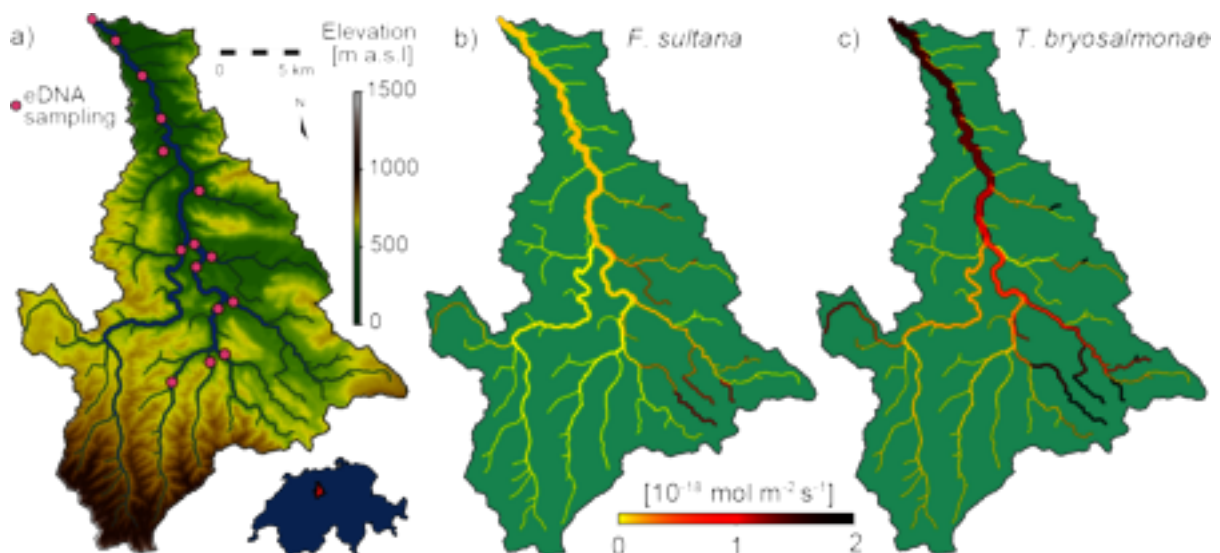 a)
Elevation
[m a.s.l]
0 5 km
eDNA
sampling
N
1500
1000
500
0
b)
F. sultana
c)
T. bryosalmonae
[10⁻¹⁸ mol m⁻² s⁻¹]
0 1 2